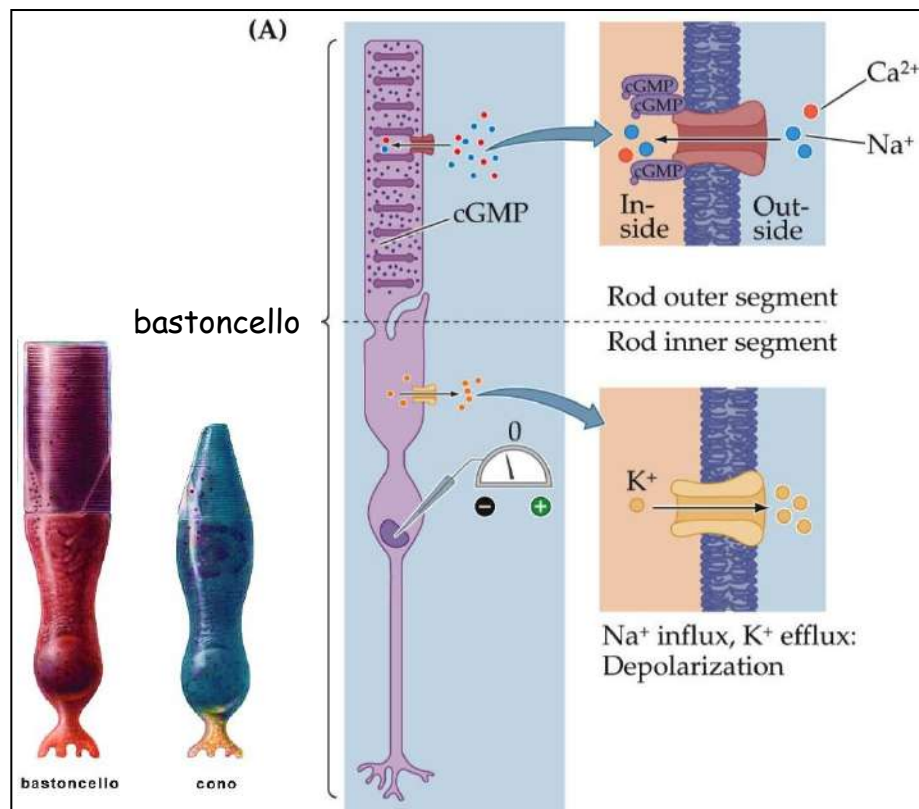 (A)
cGMP
cGMP
cGMP
Ca²⁺
Na⁺
In-
side
Out-
side
cGMP
bastoncello
Rod outer segment
Rod inner segment
0
K⁺
− +
Na⁺ influx, K⁺ efflux:
Depolarization
bastoncello
cono